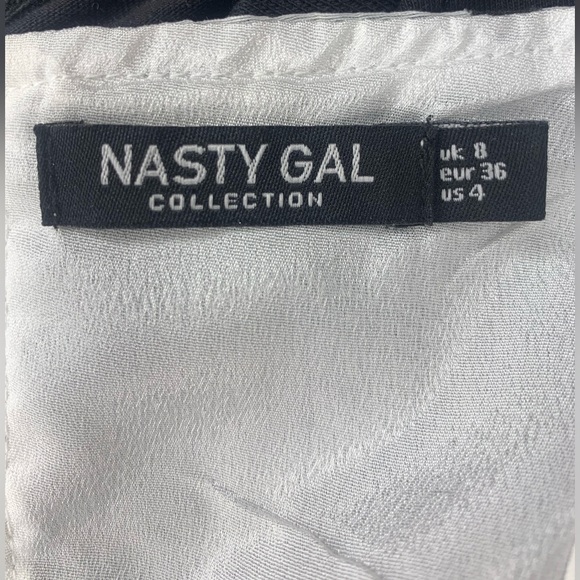 NASTY GAL
COLLECTION
uk 8
eur 36
us 4